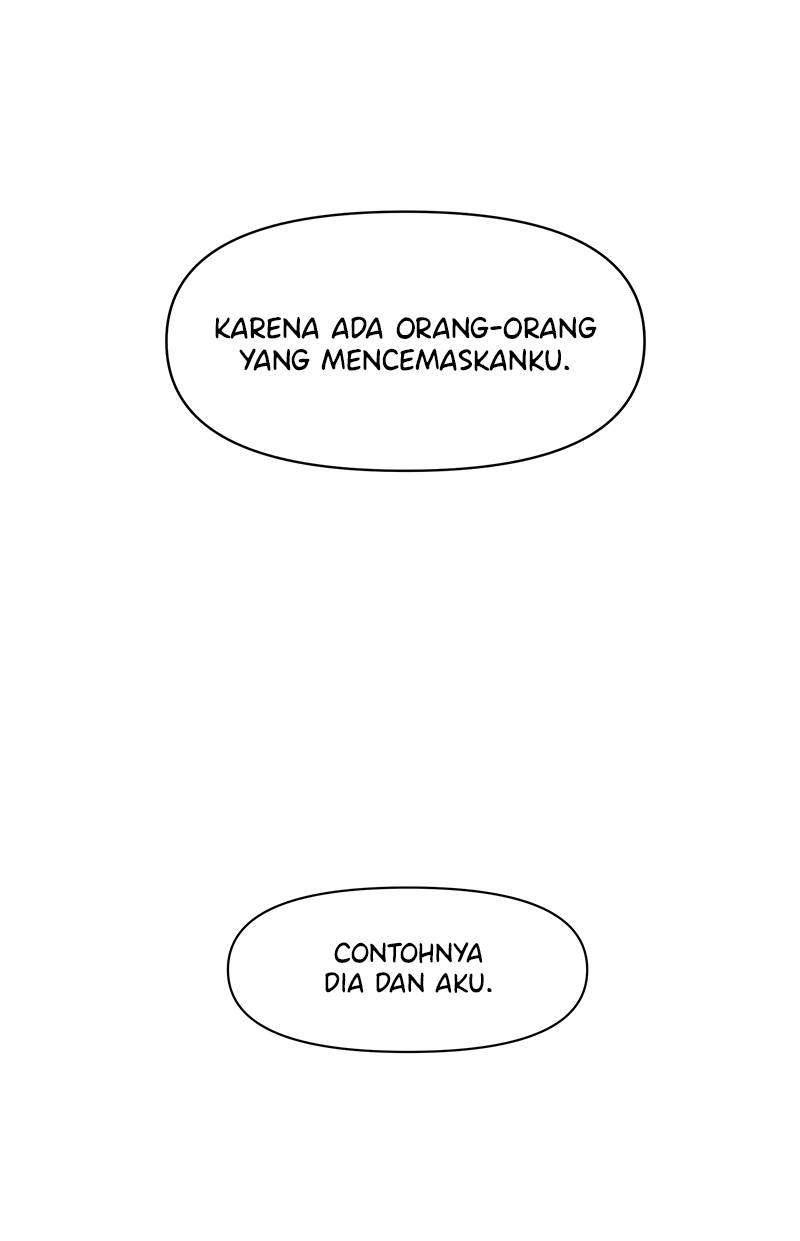 KARENA ADA ORANG-ORANG
YANG MENCEMASKANKU.
CONTOHNYA
DIA DAN AKU.